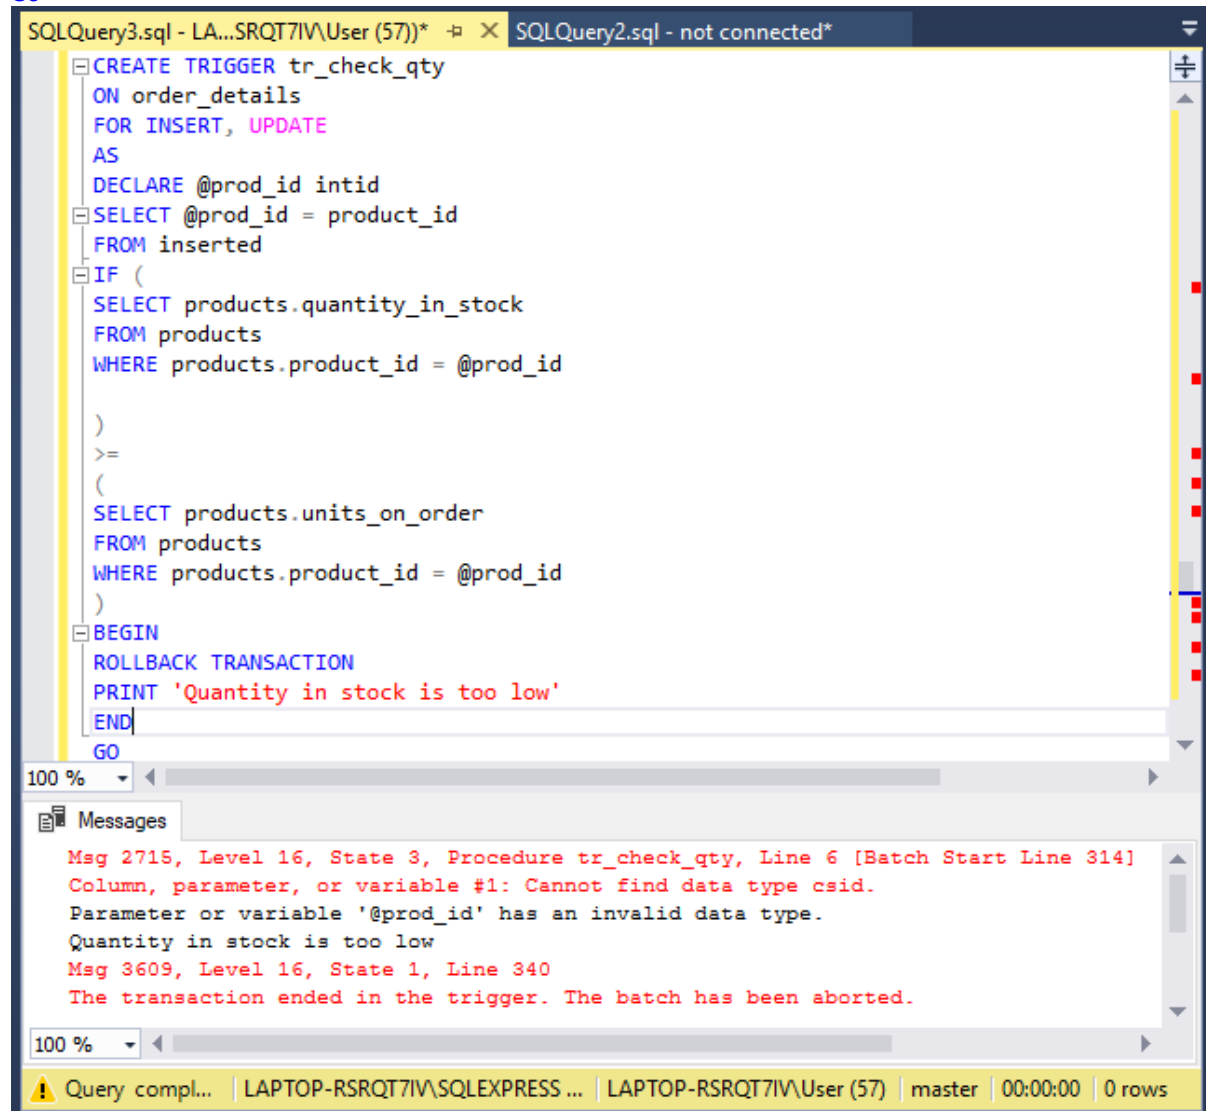 SQLQuery3.sql - LA...SRQT7IV\User (57))* SQLQuery2.sql - not connected*
CREATE TRIGGER tr_check_qty
ON order_details
FOR INSERT, UPDATE
AS
DECLARE @prod_id intid
SELECT @prod_id = product_id
FROM inserted
IF (
SELECT products.quantity_in_stock
FROM products
WHERE products.product_id = @prod_id
)
>=
(
SELECT products.units_on_order
FROM products
WHERE products.product_id = @prod_id
)
BEGIN
ROLLBACK TRANSACTION
PRINT 'Quantity in stock is too low'
END
GO
100 %
Messages
Msg 2715, Level 16, State 3, Procedure tr_check_qty, Line 6 [Batch Start Line 314]
Column, parameter, or variable #1: Cannot find data type csid.
Parameter or variable '@prod_id' has an invalid data type.
Quantity in stock is too low
Msg 3609, Level 16, State 1, Line 340
The transaction ended in the trigger. The batch has been aborted.
100 %
Query compl... LAPTOP-RSRQT7IV\SQLEXPRESS ... LAPTOP-RSRQT7IV\User (57) master 00:00:00 0 rows